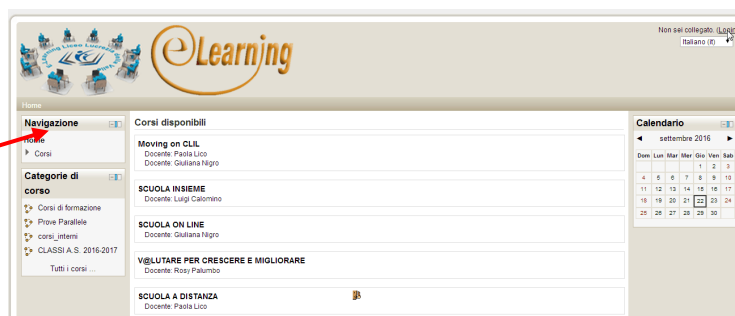 Non sei collegato. (Login
Italiano (it)
eLearning Liceo Lucrezia della Valle
eLearning
Home
Navigazione
Home
Corsi
Categorie di
corso
Corsi di formazione
Prove Parallele
corsi_interni
CLASSI A.S. 2016-2017
Tutti i corsi ...
Corsi disponibili
Moving on CLIL
Docente: Paola Lico
Docente: Giuliana Nigro
SCUOLA INSIEME
Docente: Luigi Calomino
SCUOLA ON LINE
Docente: Giuliana Nigro
V@LUTARE PER CRESCERE E MIGLIORARE
Docente: Rosy Palumbo
SCUOLA A DISTANZA
Docente: Paola Lico
Calendario
◄ settembre 2016 ►
Dom Lun Mar Mer Gio Ven Sab
1 2 3
4 5 6 7 8 9 10
11 12 13 14 15 16 17
18 19 20 21 22 23 24
25 26 27 28 29 30